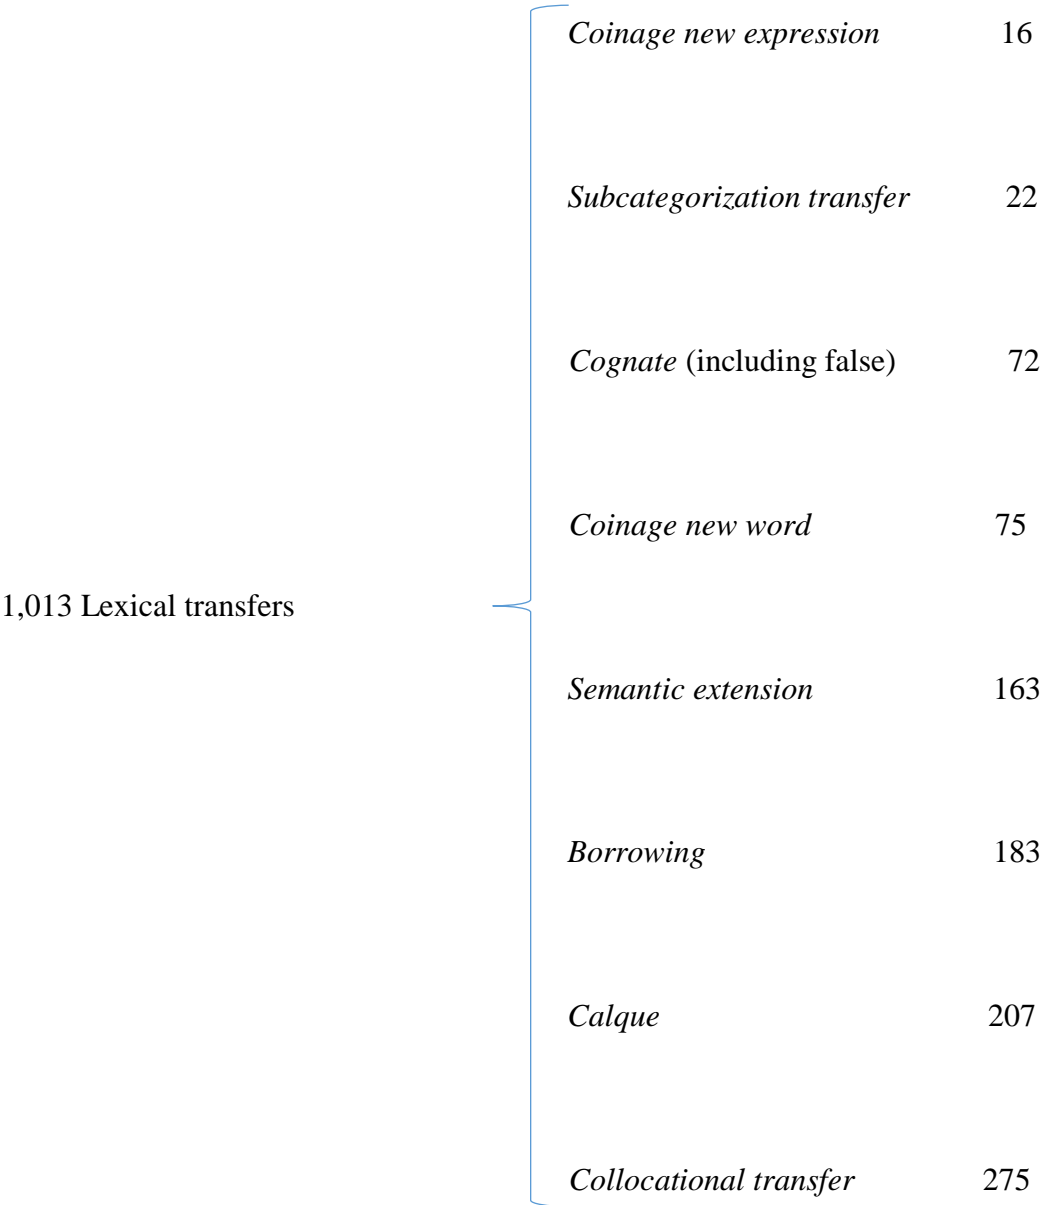 Coinage new expression 16
Subcategorization transfer 22
Cognate (including false) 72
Coinage new word 75
1,013 Lexical transfers
Semantic extension 163
Borrowing 183
Calque 207
Collocational transfer 275